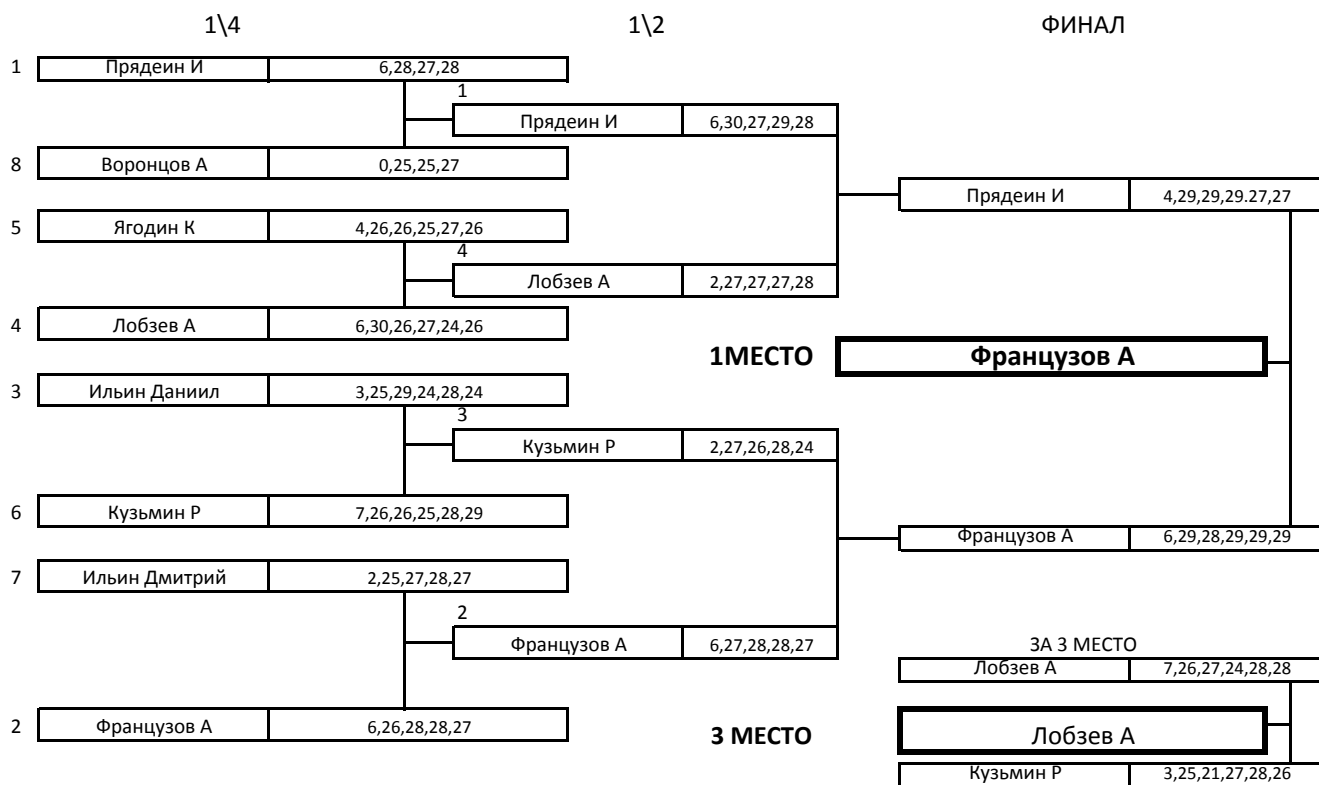 1\4 1\2 ФИНАЛ
1 Прядеин И 6,28,27,28
1
Прядеин И 6,30,27,29,28
8 Воронцов А 0,25,25,27
Прядеин И 4,29,29,29.27,27
5 Ягодин К 4,26,26,25,27,26
4
Лобзев А 2,27,27,27,28
4 Лобзев А 6,30,26,27,24,26
1МЕСТО Французов А
3 Ильин Даниил 3,25,29,24,28,24
3
Кузьмин Р 2,27,26,28,24
6 Кузьмин Р 7,26,26,25,28,29
Французов А 6,29,28,29,29,29
7 Ильин Дмитрий 2,25,27,28,27
2
Французов А 6,27,28,28,27
ЗА 3 МЕСТО
Лобзев А 7,26,27,24,28,28
2 Французов А 6,26,28,28,27
3 МЕСТО Лобзев А
Кузьмин Р 3,25,21,27,28,26